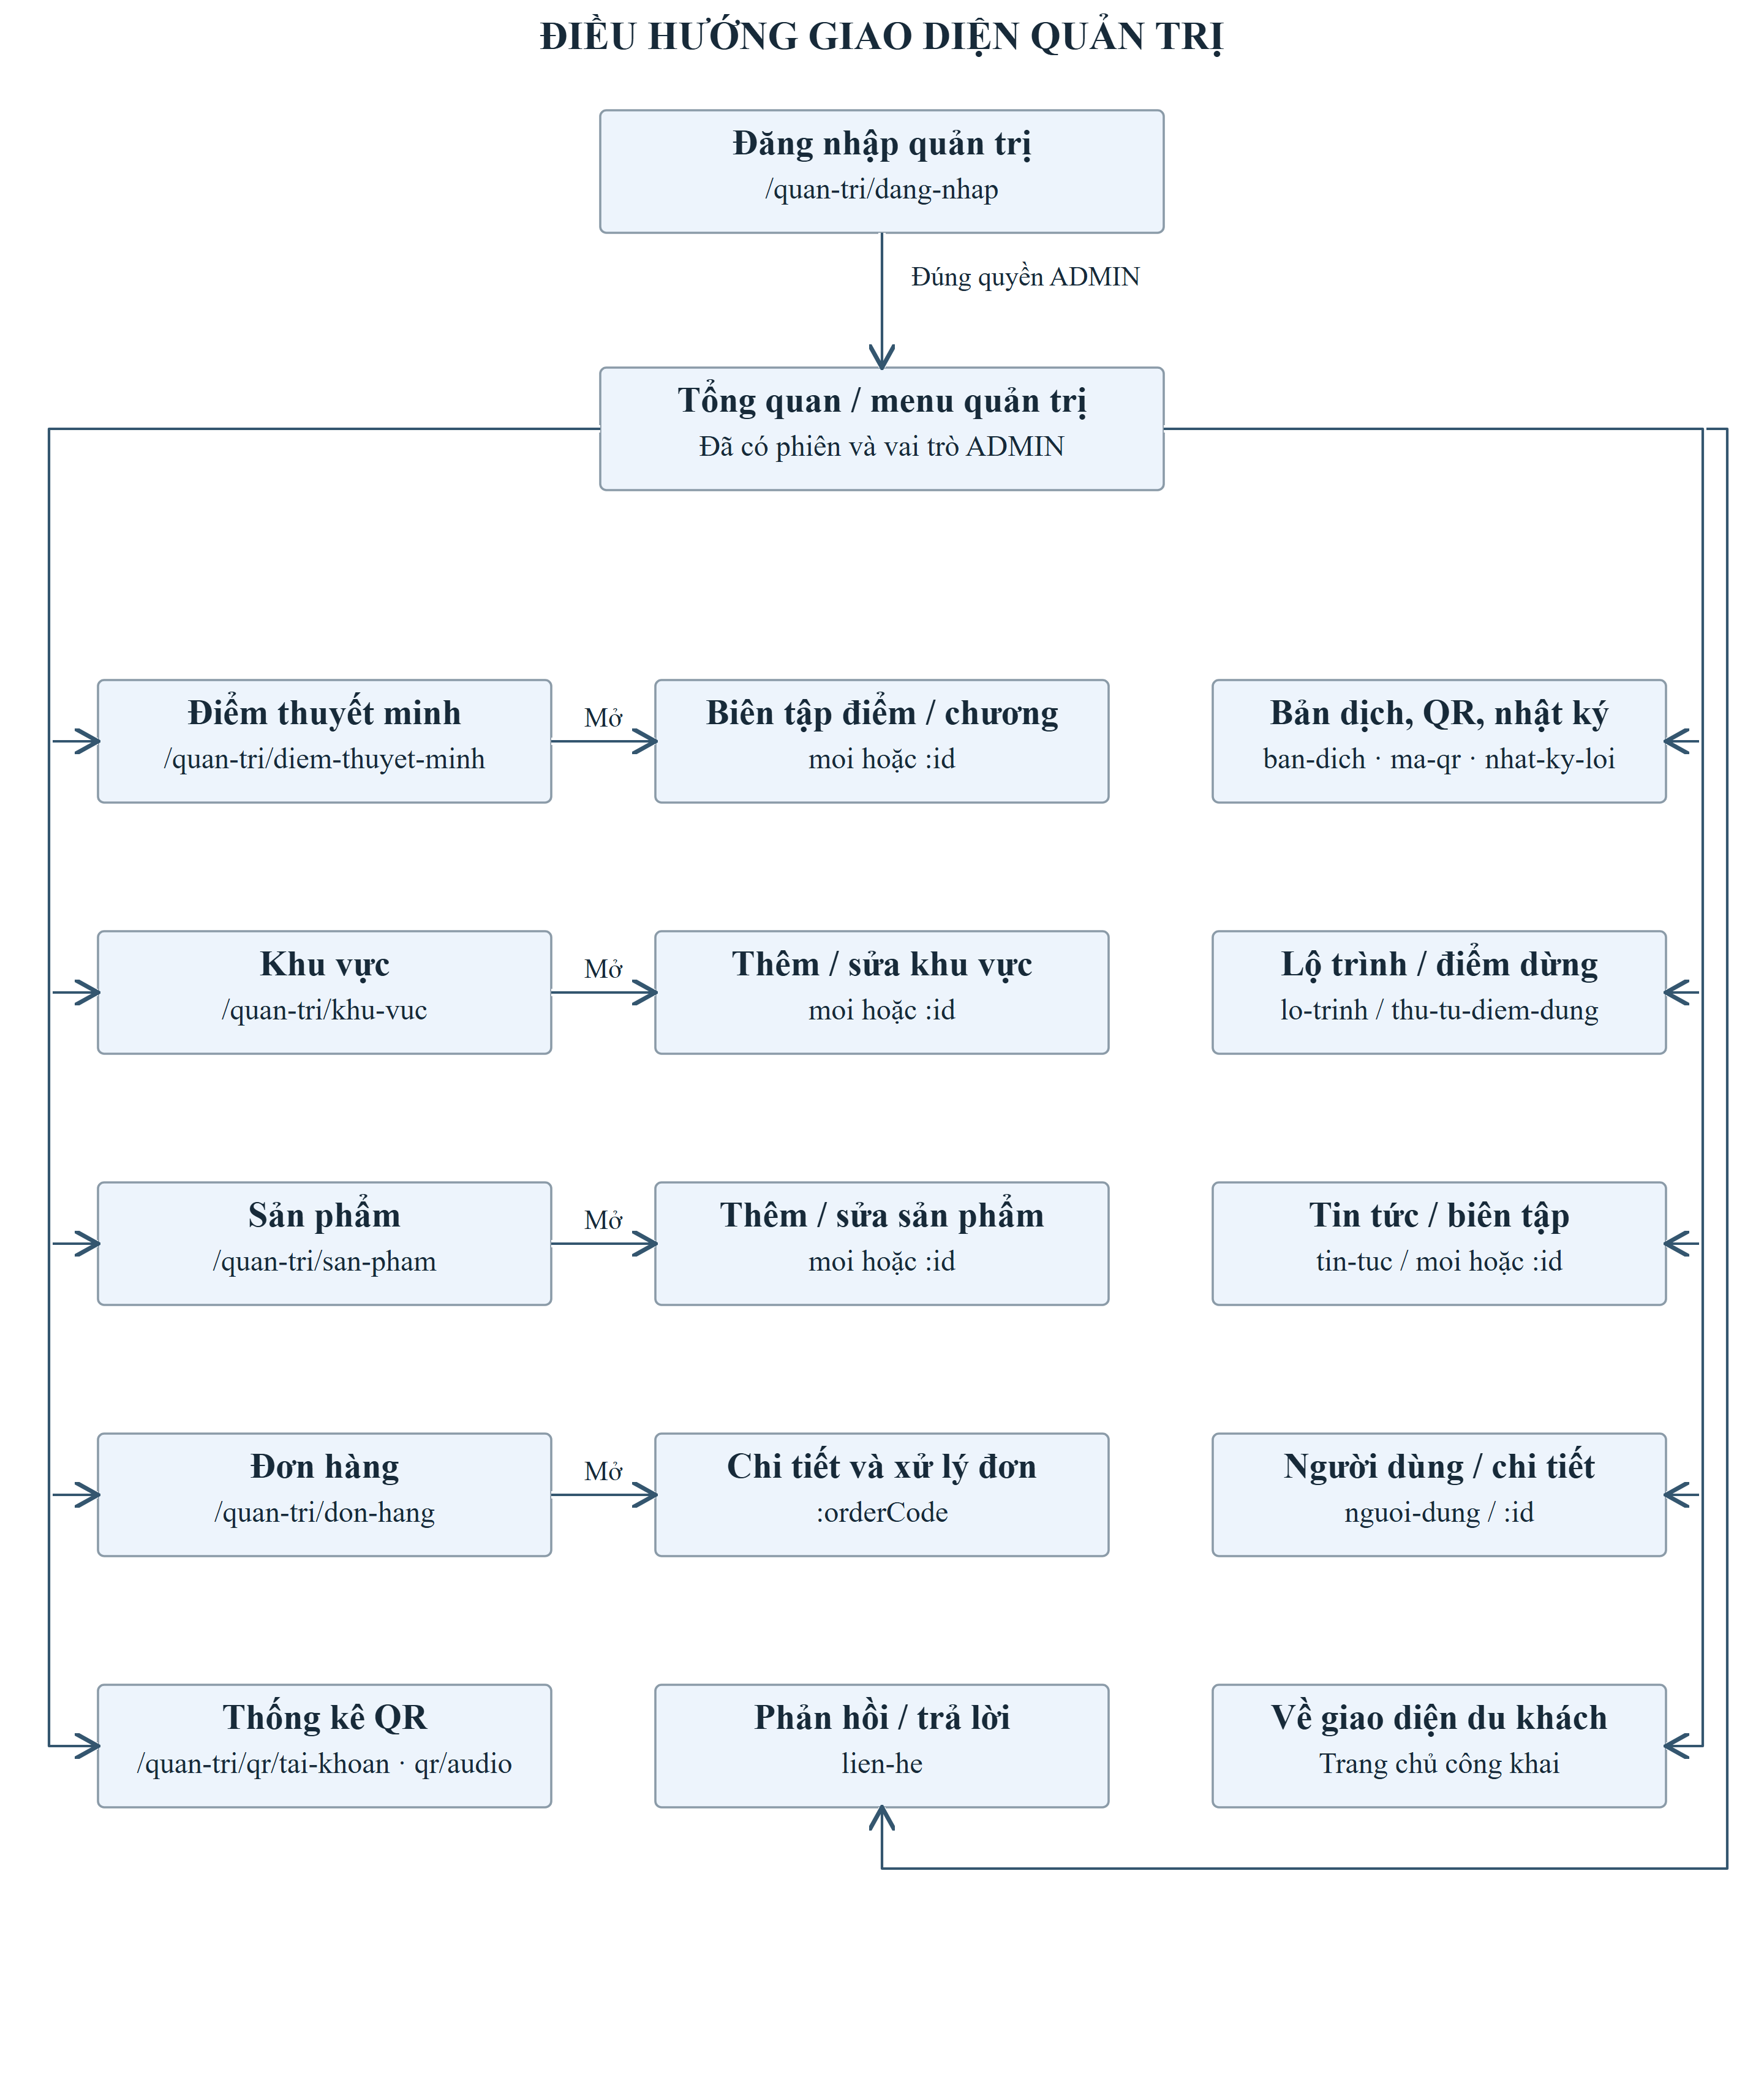 ĐIỀU HƯỚNG GIAO DIỆN QUẢN TRỊ
Đăng nhập quản trị
/quan-tri/dang-nhap
Đúng quyền ADMIN
Tổng quan / menu quản trị
Đã có phiên và vai trò ADMIN
Điểm thuyết minh
/quan-tri/diem-thuyet-minh
Mở
Biên tập điểm / chương
moi hoặc :id
Bản dịch, QR, nhật ký
ban-dich · ma-qr · nhat-ky-loi
Khu vực
/quan-tri/khu-vuc
Mở
Thêm / sửa khu vực
moi hoặc :id
Lộ trình / điểm dừng
lo-trinh / thu-tu-diem-dung
Sản phẩm
/quan-tri/san-pham
Mở
Thêm / sửa sản phẩm
moi hoặc :id
Tin tức / biên tập
tin-tuc / moi hoặc :id
Đơn hàng
/quan-tri/don-hang
Mở
Chi tiết và xử lý đơn
:orderCode
Người dùng / chi tiết
nguoi-dung / :id
Thống kê QR
/quan-tri/qr/tai-khoan · qr/audio
Phản hồi / trả lời
lien-he
Về giao diện du khách
Trang chủ công khai